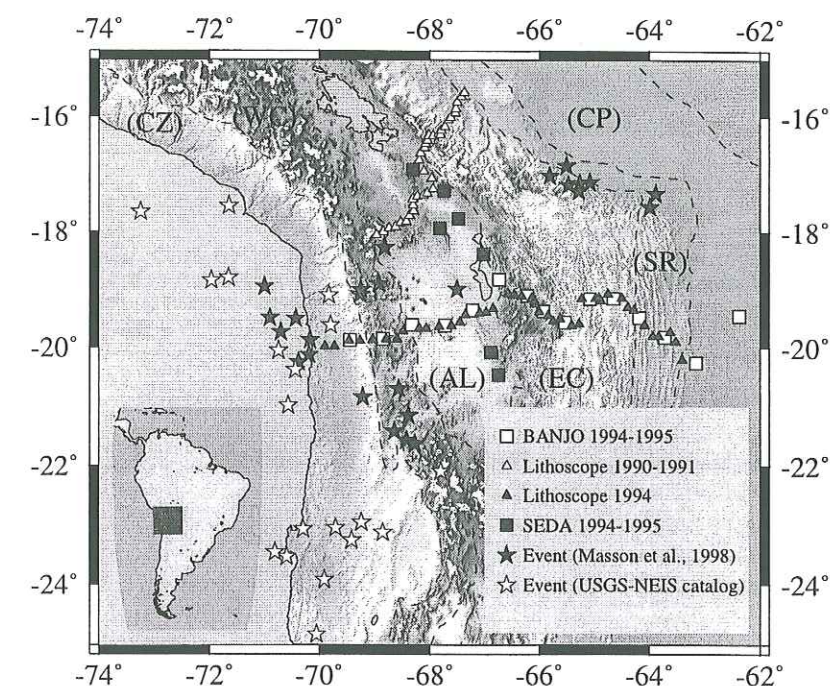 -74° -72° -70° -68° -66° -64° -62°
-16° -16°
(CZ) (WC) (CP)
-18° -18°
(SR)
-20° -20°
(AL) (EC)
BANJO 1994-1995
-22° Lithoscope 1990-1991 -22°
Lithoscope 1994
SEDA 1994-1995
Event (Masson et al., 1998)
-24° Event (USGS-NEIS catalog) -24°
-74° -72° -70° -68° -66° -64° -62°